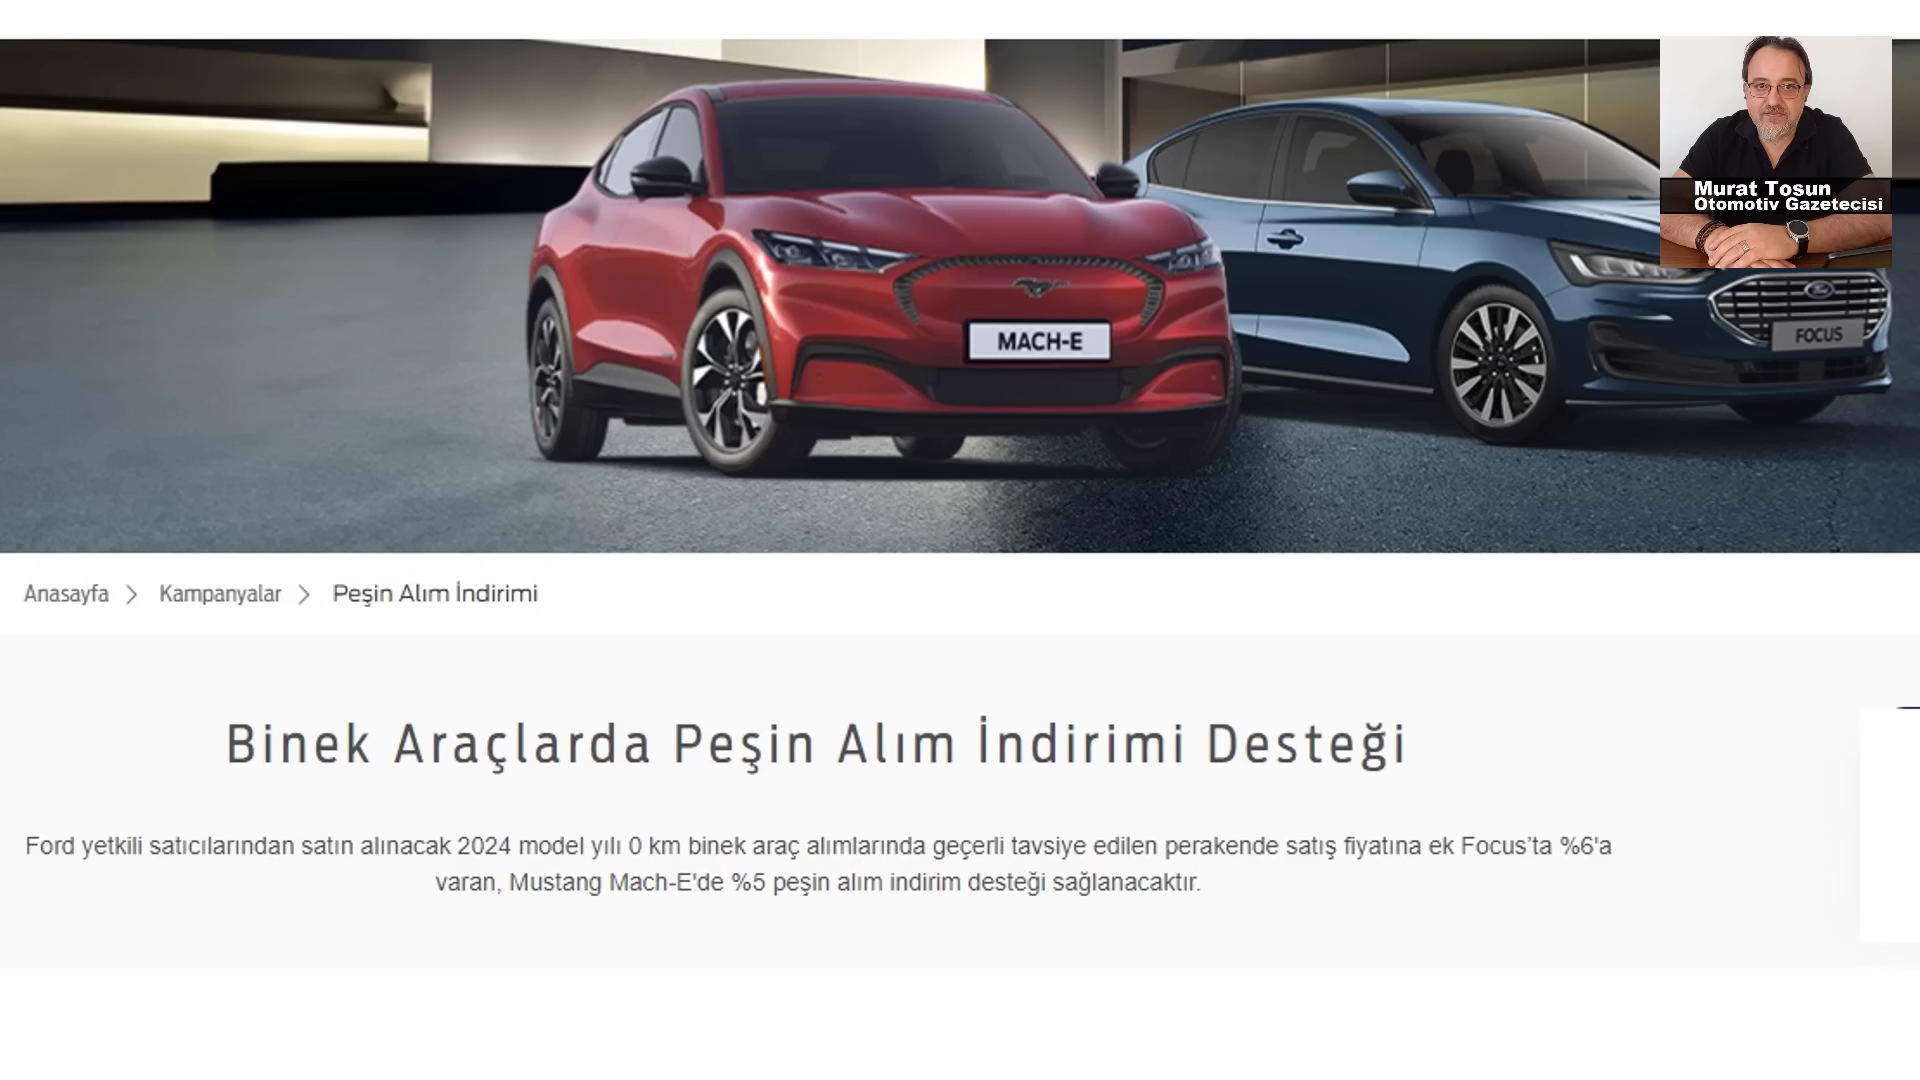 Murat Tosun
Otomotiv Gazetecisi
MACH-E
Ford
FOCUS
Anasayfa > Kampanyalar > Peşin Alım İndirimi
Binek Araçlarda Peşin Alım İndirimi Desteği
Ford yetkili satıcılarından satın alınacak 2024 model yılı 0 km binek araç alımlarında geçerli tavsiye edilen perakende satış fiyatına ek Focus’ta %6'a
varan, Mustang Mach-E'de %5 peşin alım indirim desteği sağlanacaktır.